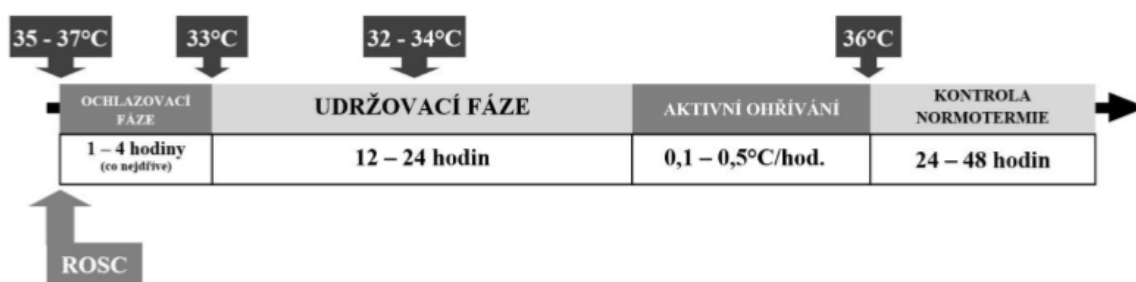 35 - 37°C
33°C
32 - 34°C
36°C
OCHLAZOVACÍ
FÁZE
UDRŽOVACÍ FÁZE
AKTIVNÍ OHŘÍVÁNÍ
KONTROLA
NORMOTERMIE
1 – 4 hodiny
(co nejdříve)
12 – 24 hodin
0,1 – 0,5°C/hod.
24 – 48 hodin
ROSC